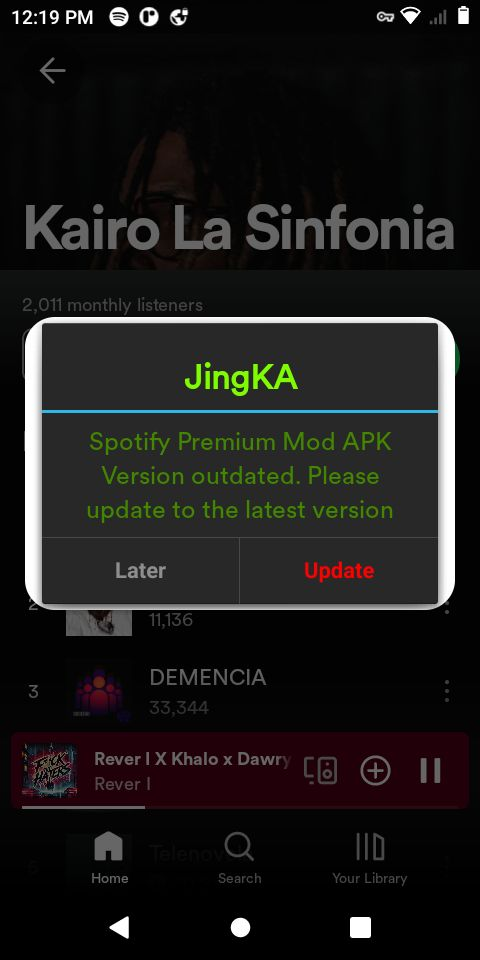 12:19 PM
Kairo La Sinfonia
2,011 monthly listeners
JingKA
Spotify Premium Mod APK
Version outdated. Please
update to the latest version
Later
Update
2
11,136
3
DEMENCIA
33,344
Rever I X Khalo x Dawry
Rever I
Home
Search
Your Library